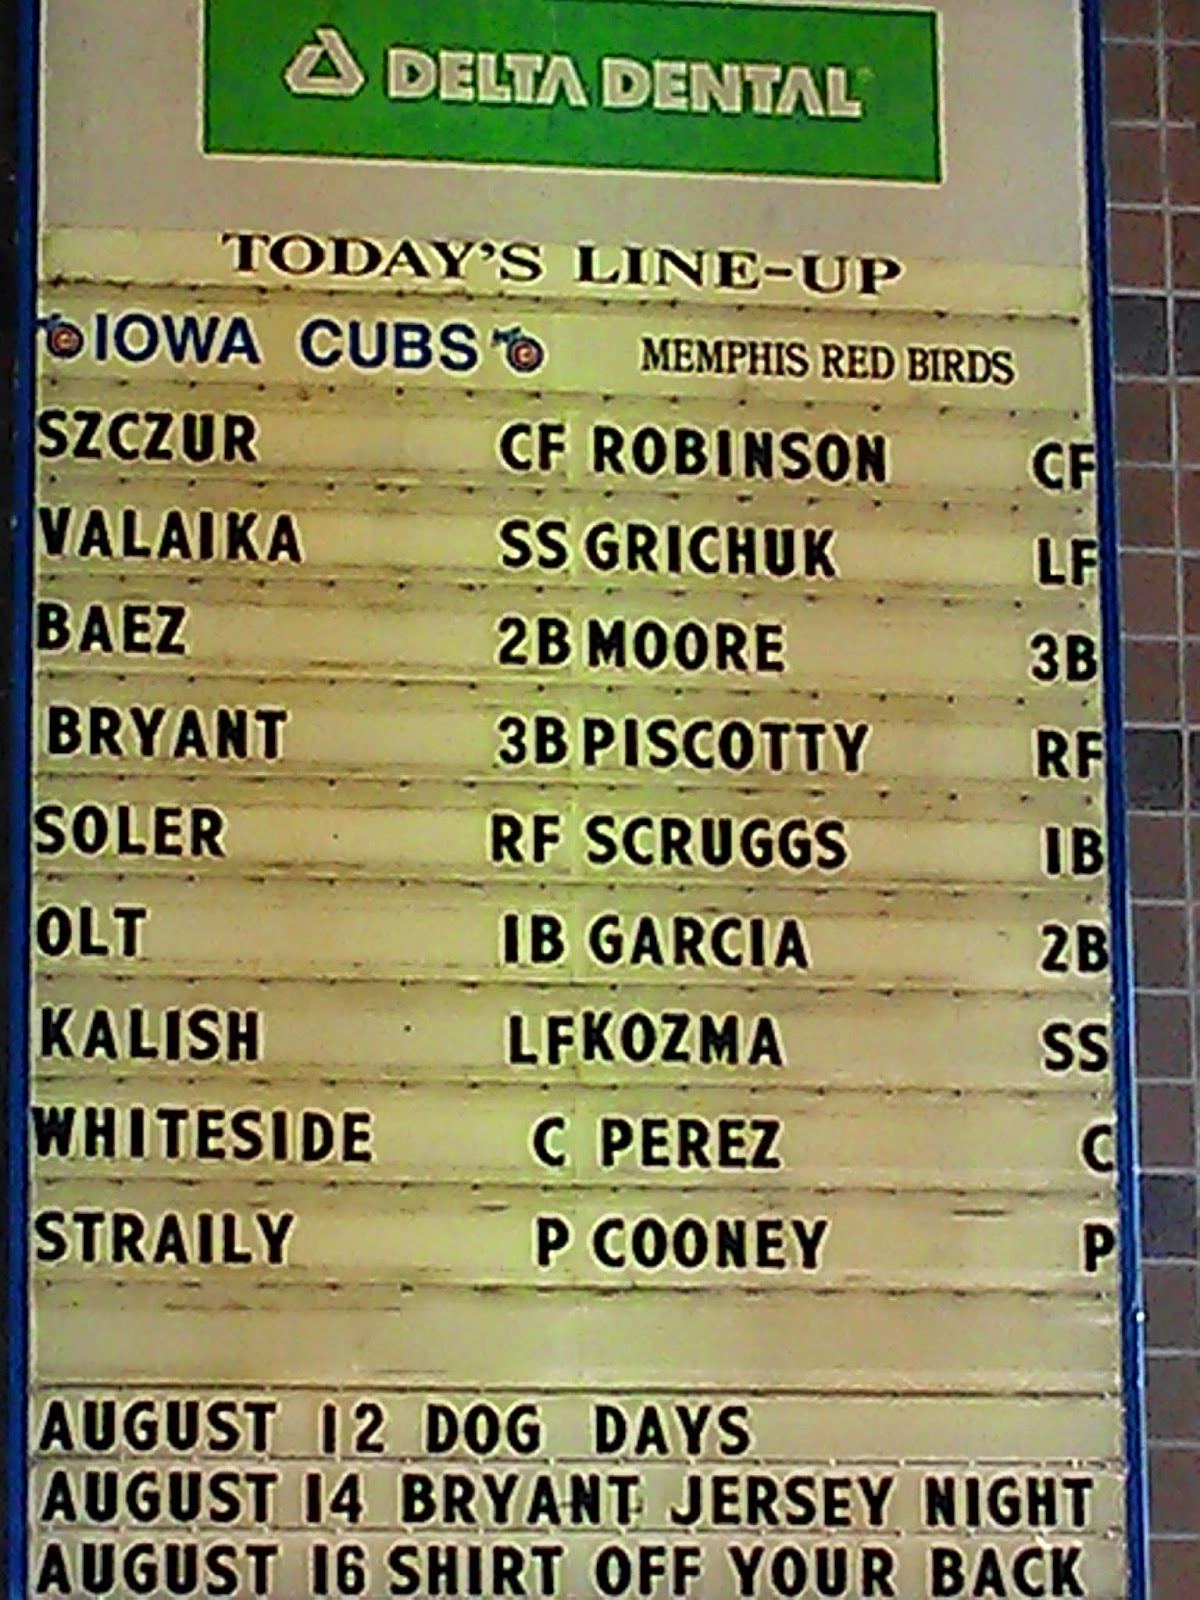 DELTA DENTAL
TODAY'S LINE-UP
IOWA CUBS MEMPHIS RED BIRDS
SZCZUR CF ROBINSON CF
VALAIKA SS GRICHUK LF
BAEZ 2B MOORE 3B
BRYANT 3B PISCOTTY RF
SOLER RF SCRUGGS 1B
OLT 1B GARCIA 2B
KALISH LF KOZMA SS
WHITESIDE C PEREZ C
STRAILY P COONEY P
AUGUST 12 DOG DAYS
AUGUST 14 BRYANT JERSEY NIGHT
AUGUST 16 SHIRT OFF YOUR BACK